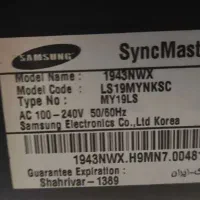 SAMSUNG SyncMast
Model Name : 1943NWX
Model Code : LS19MYNKSC
Type No : MY19LS
AC 100-240V 50/60Hz
Samsung Electronics Co.,Ltd Korea
1943NWX.H9MN7.0048
Guarantee Expiration :
Shahrivar - 1389